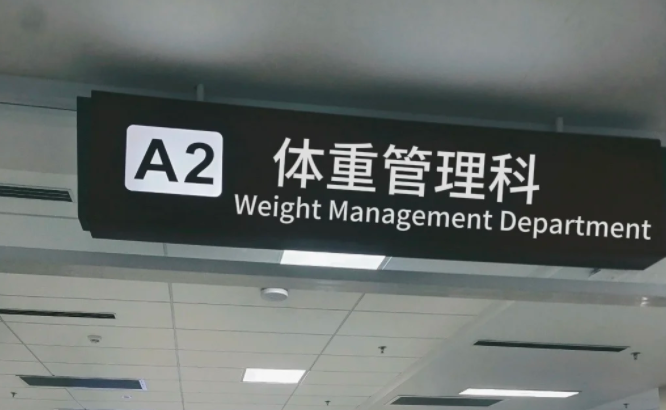 A2
体重管理科
Weight Management Department